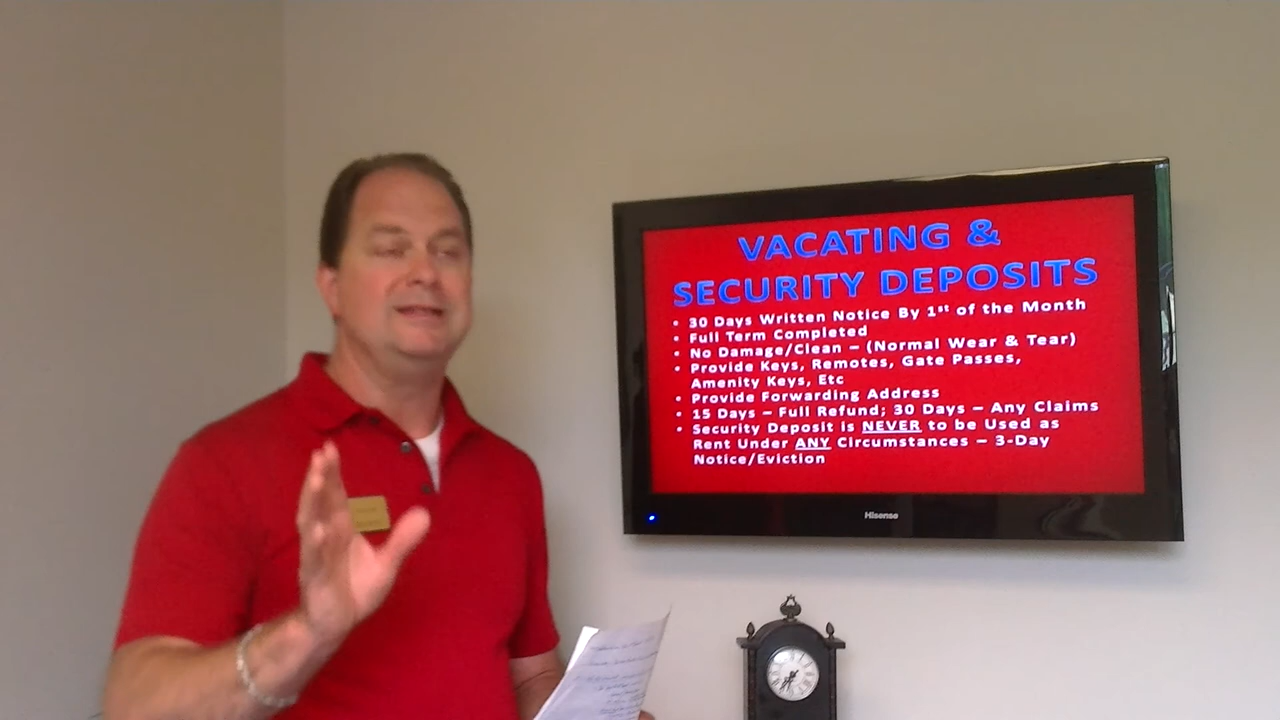 VACATING &
SECURITY DEPOSITS
• 30 Days Written Notice By 1st of the Month
• Full Term Completed
• No Damage/Clean – (Normal Wear & Tear)
• Provide Keys, Remotes, Gate Passes,
Amenity Keys, Etc
• Provide Forwarding Address
• 15 Days – Full Refund; 30 Days – Any Claims
• Security Deposit is NEVER to be Used as
Rent Under ANY Circumstances – 3-Day
Notice/Eviction
Hisense